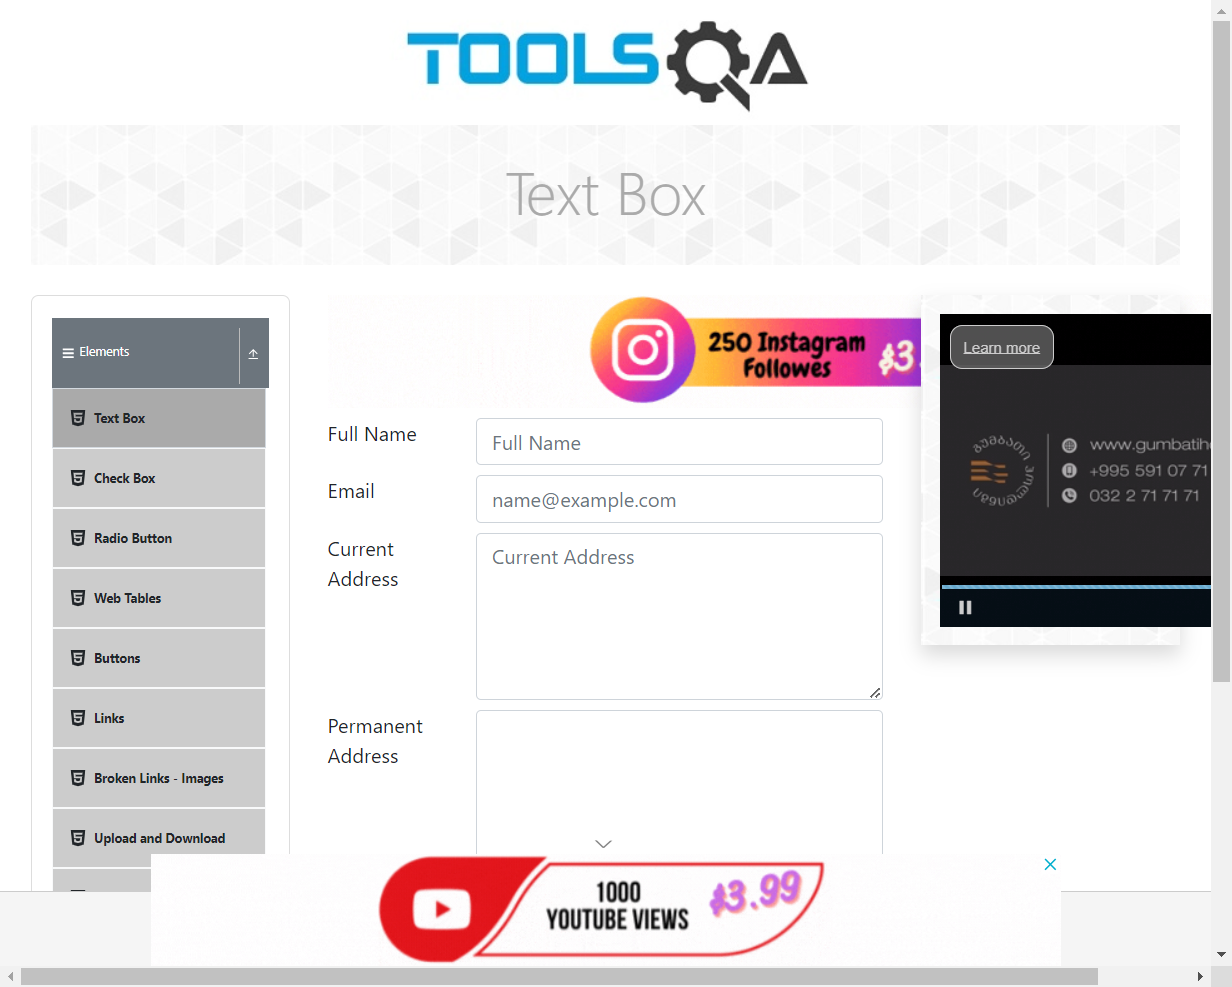 TOOLSQA
Text Box
Elements
Text Box
Check Box
Radio Button
Web Tables
Buttons
Links
Broken Links - Images
Upload and Download
250 Instagram
Followes
$3.
Full Name
Full Name
Email
name@example.com
Current
Address
Current Address
Permanent
Address
Learn more
გუმბათი
ჰოლდინგი
www.gumbatiho
+995 591 07 71
032 2 71 71 71
1000
YOUTUBE VIEWS
$3.99